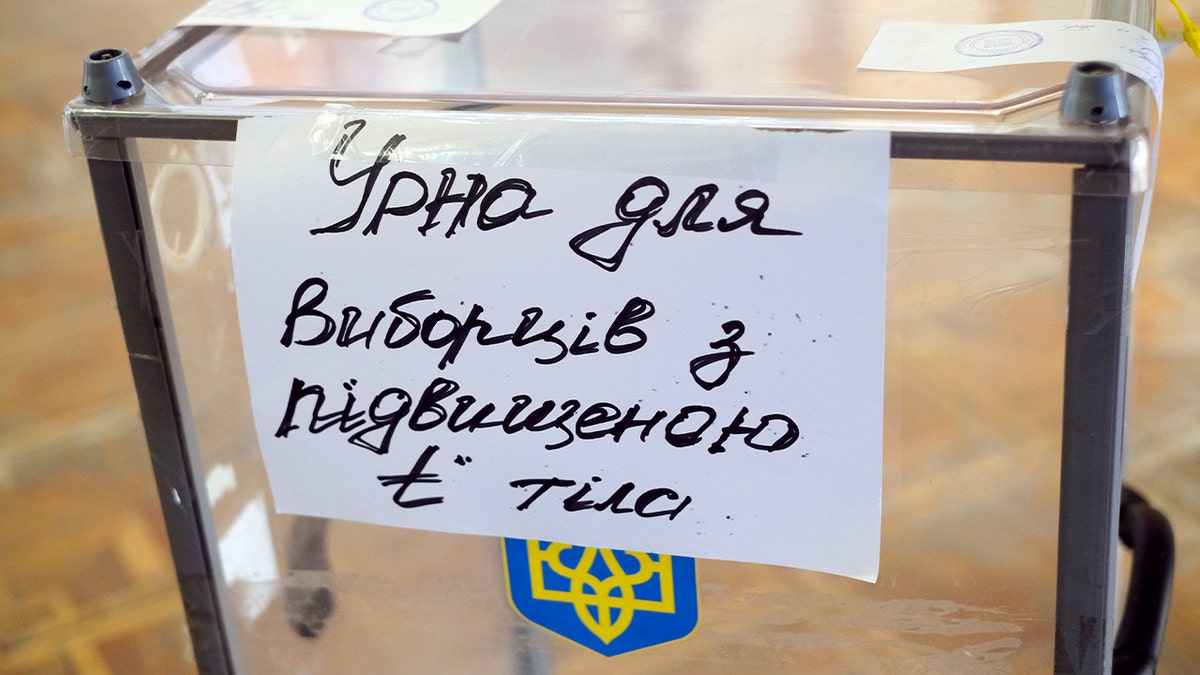 Урна для
Виборців з
підвищеною
t° тіла